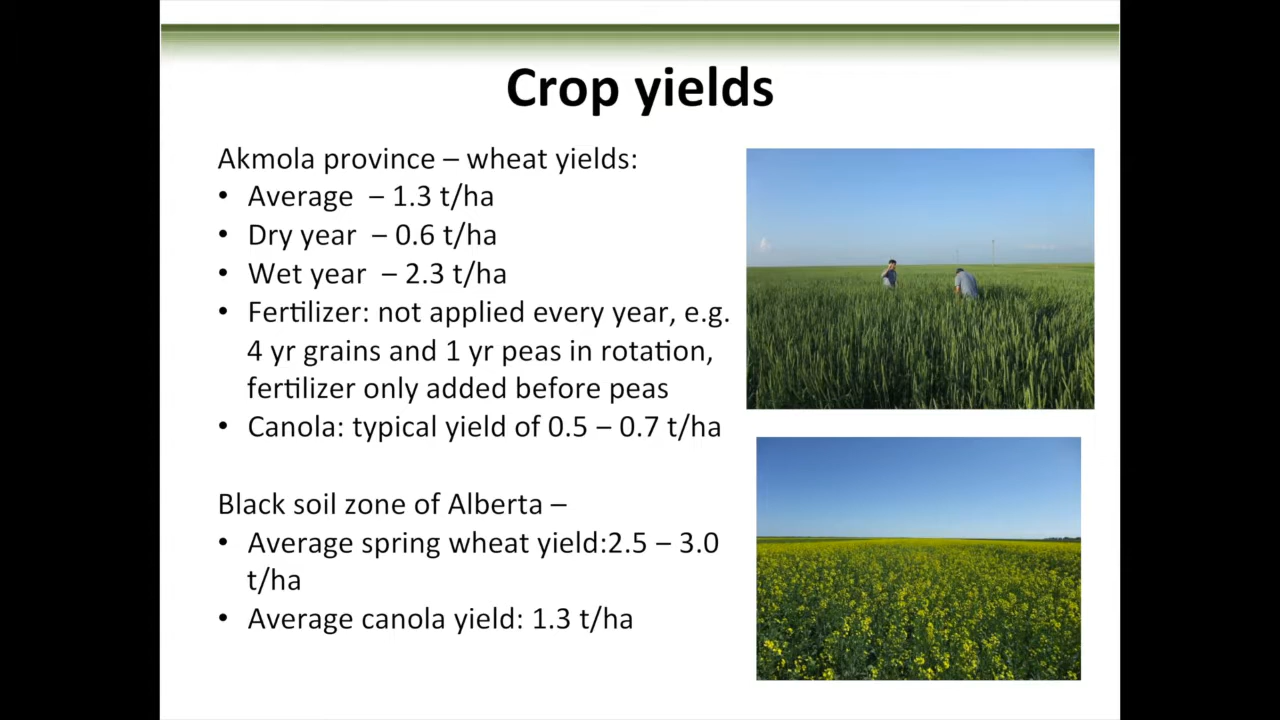 Crop yields
Akmola province – wheat yields:
• Average – 1.3 t/ha
• Dry year – 0.6 t/ha
• Wet year – 2.3 t/ha
• Fertilizer: not applied every year, e.g.
4 yr grains and 1 yr peas in rotation,
fertilizer only added before peas
• Canola: typical yield of 0.5 – 0.7 t/ha
Black soil zone of Alberta –
• Average spring wheat yield:2.5 – 3.0
t/ha
• Average canola yield: 1.3 t/ha